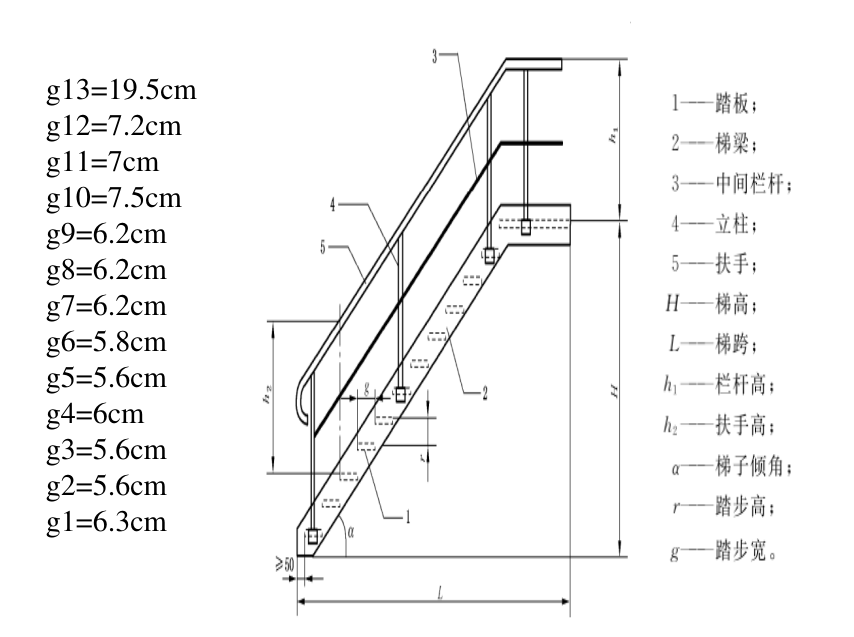 g13=19.5cm
g12=7.2cm
g11=7cm
g10=7.5cm
g9=6.2cm
g8=6.2cm
g7=6.2cm
g6=5.8cm
g5=5.6cm
g4=6cm
g3=5.6cm
g2=5.6cm
g1=6.3cm
3
4
5
h₁
h₂
g
2
H
r
1
α
≥50
L
1——踏板;
2——梯梁;
3——中间栏杆;
4——立柱;
5——扶手;
H——梯高;
L——梯跨;
h₁——栏杆高;
h₂——扶手高;
α——梯子倾角;
r——踏步高;
g——踏步宽。